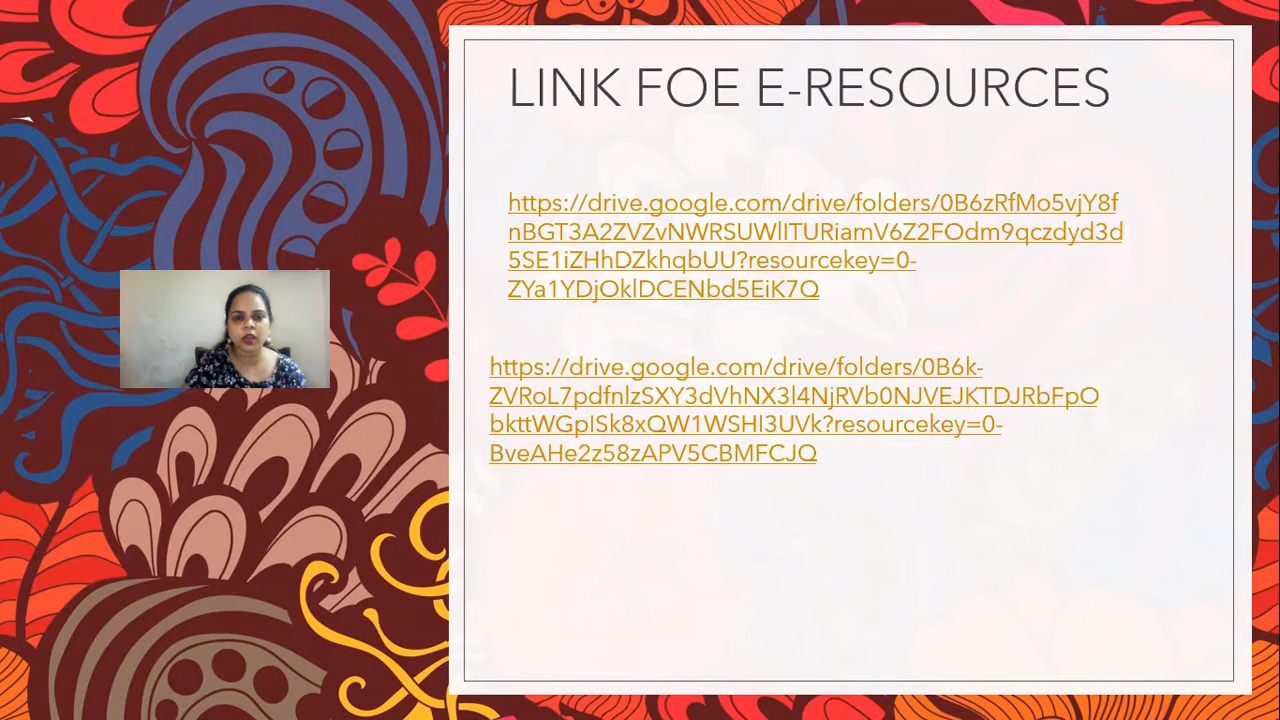 LINK FOE E-RESOURCES
https://drive.google.com/drive/folders/0B6zRfMo5vjY8f
nBGT3A2ZVZvNWRSUWlITURiamV6Z2FOdm9qczdyd3d
5SE1iZHhDZkhqbUU?resourcekey=0-
ZYa1YDjOklDCENbd5EiK7Q
https://drive.google.com/drive/folders/0B6k-
ZVRoL7pdfnlzSXY3dVhNX3l4NjRVb0NJVEJKTDJRbFpO
bkttWGpISk8xQW1WSHI3UVk?resourcekey=0-
BveAHe2z58zAPV5CBMFCJQ